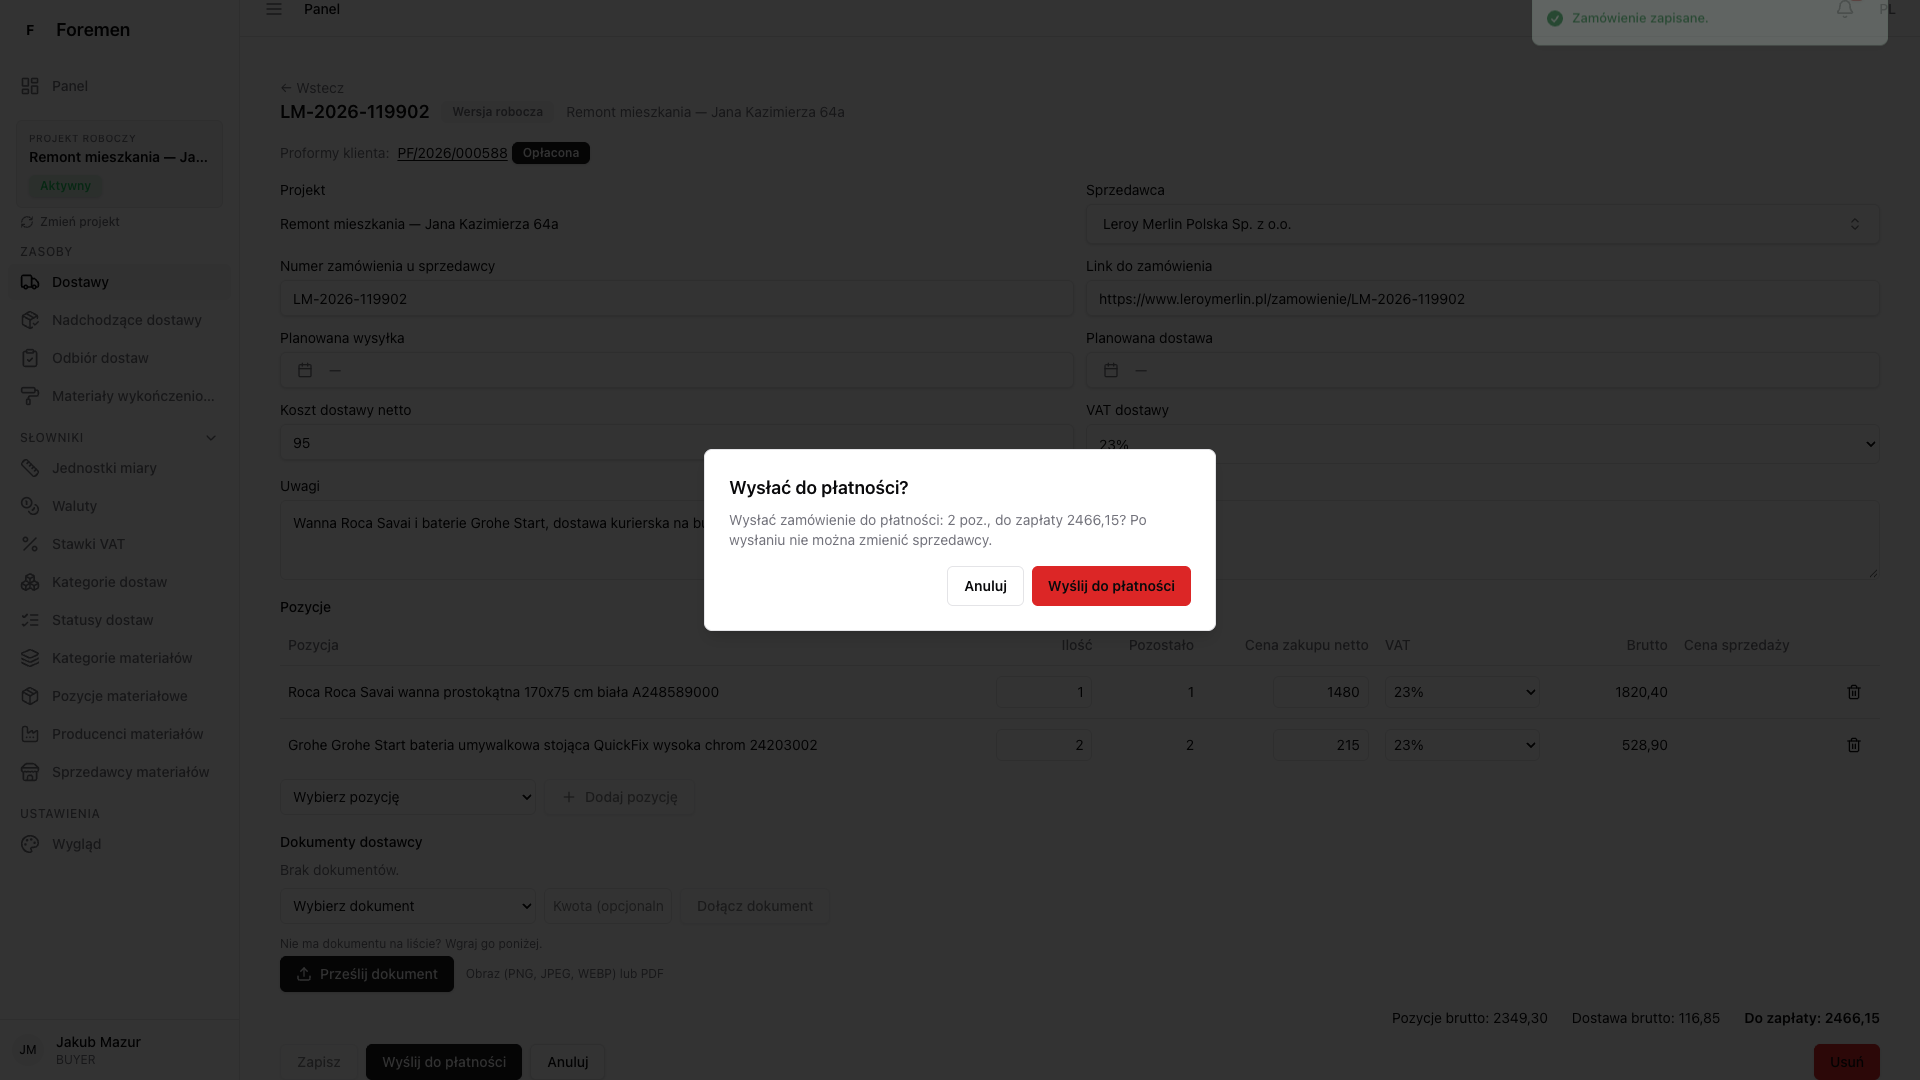 F Foremen
Panel
PROJEKT ROBOCZY
Remont mieszkania — Ja...
Aktywny
Zmień projekt
ZASOBY
Dostawy
Nadchodzące dostawy
Odbiór dostaw
Materiały wykończenio...
SŁOWNIKI
Jednostki miary
Waluty
Stawki VAT
Kategorie dostaw
Statusy dostaw
Kategorie materiałów
Pozycje materiałowe
Producenci materiałów
Sprzedawcy materiałów
USTAWIENIA
Wygląd
JM Jakub Mazur
BUYER
Panel
Zamówienie zapisane.
PL
← Wstecz
LM-2026-119902 Wersja robocza Remont mieszkania — Jana Kazimierza 64a
Proformy klienta: PF/2026/000588 Opłacona
Projekt
Remont mieszkania — Jana Kazimierza 64a
Sprzedawca
Leroy Merlin Polska Sp. z o.o.
Numer zamówienia u sprzedawcy
LM-2026-119902
Link do zamówienia
https://www.leroymerlin.pl/zamowienie/LM-2026-119902
Planowana wysyłka
—
Planowana dostawa
—
Koszt dostawy netto
95
VAT dostawy
23%
Uwagi
Wanna Roca Savai i baterie Grohe Start, dostawa kurierska na
Wysłać do płatności?
Wysłać zamówienie do płatności: 2 poz., do zapłaty 2466,15? Po
wysłaniu nie można zmienić sprzedawcy.
Anuluj Wyślij do płatności
Pozycje
Pozycja Ilość Pozostało Cena zakupu netto VAT Brutto Cena sprzedaży
Roca Roca Savai wanna prostokątna 170x75 cm biała A248589000 1 1 1480 23% 1820,40
Grohe Grohe Start bateria umywalkowa stojąca QuickFix wysoka chrom 24203002 2 2 215 23% 528,90
Wybierz pozycję + Dodaj pozycję
Dokumenty dostawcy
Brak dokumentów.
Wybierz dokument Kwota (opcjonaln Dołącz dokument
Nie ma dokumentu na liście? Wgraj go poniżej.
Prześlij dokument Obraz (PNG, JPEG, WEBP) lub PDF
Pozycje brutto: 2349,30 Dostawa brutto: 116,85 Do zapłaty: 2466,15
Zapisz Wyślij do płatności Anuluj Usuń